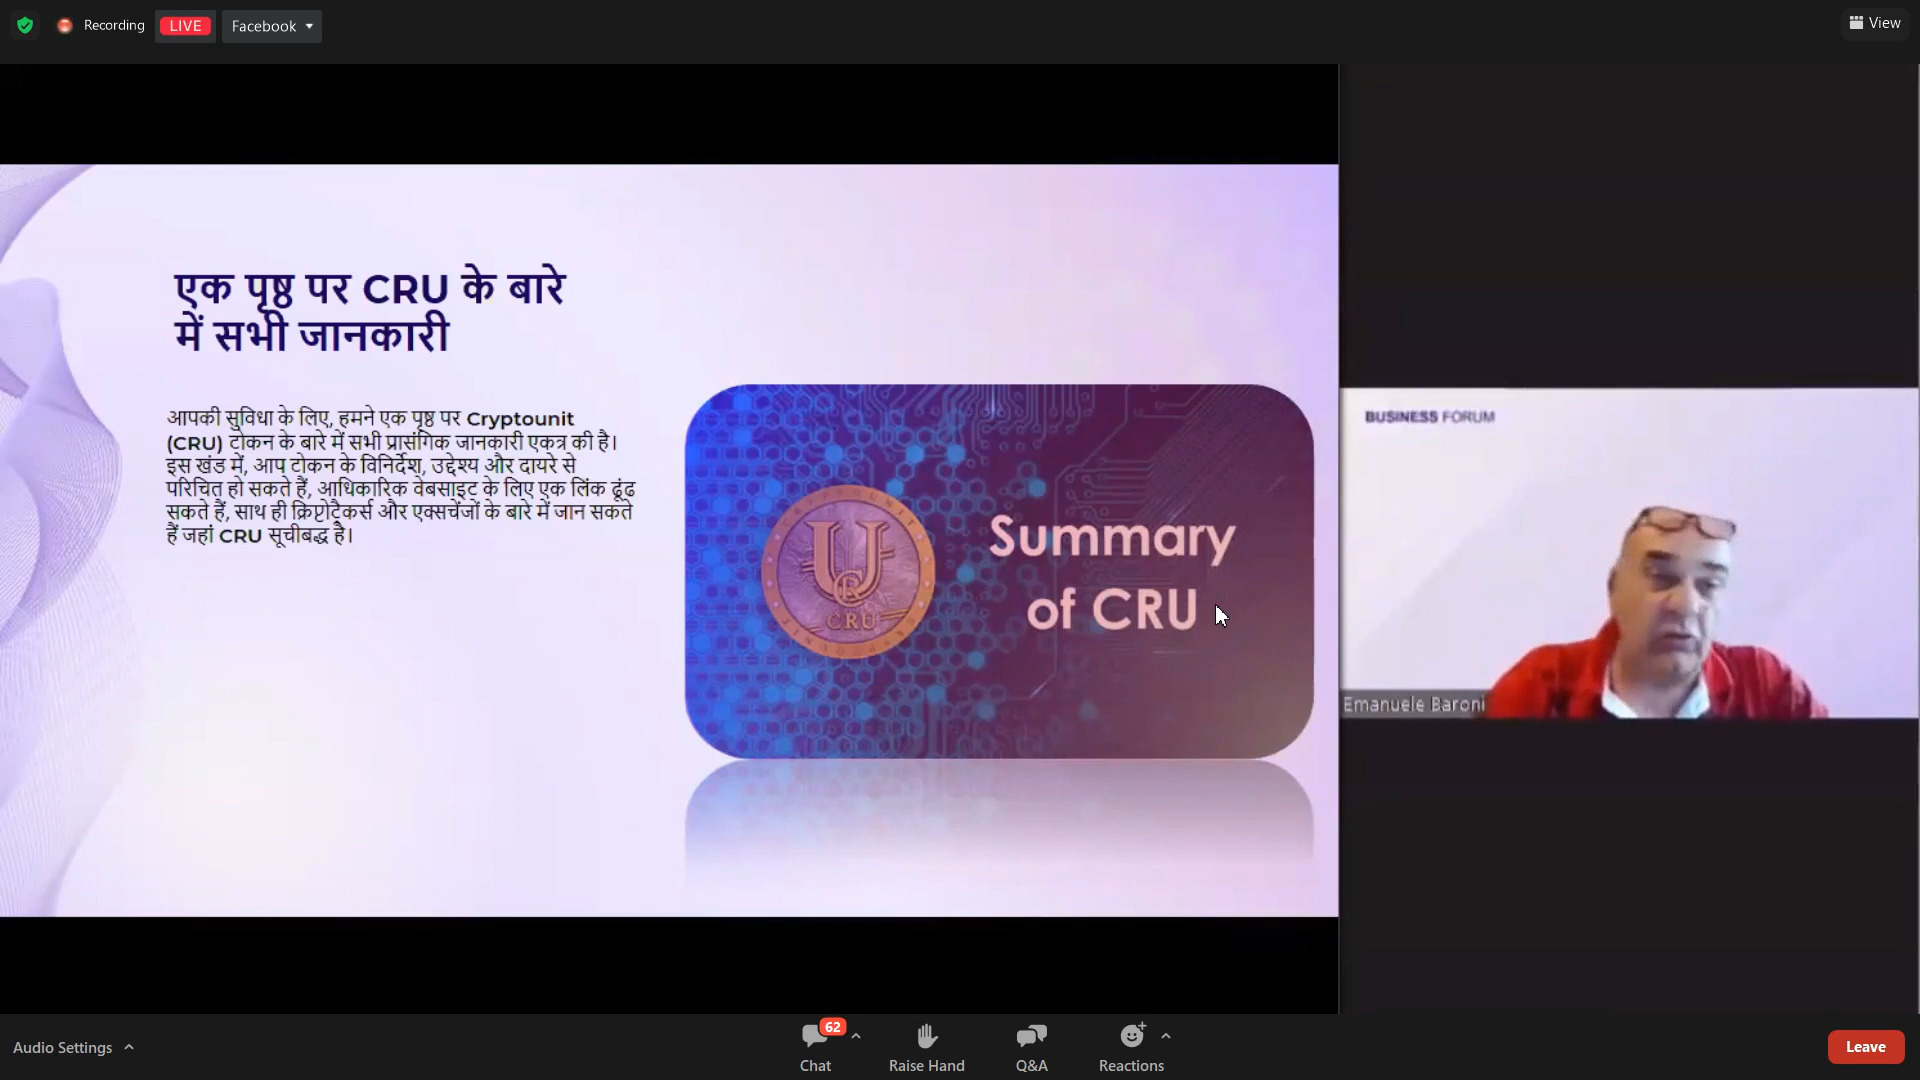 Recording
LIVE
Facebook
View
एक पृष्ठ पर CRU के बारे
में सभी जानकारी
आपकी सुविधा के लिए, हमने एक पृष्ठ पर Cryptounit
(CRU) टोकन के बारे में सभी प्रासंगिक जानकारी एकत्र की है।
इस खंड में, आप टोकन के विनिर्देश, उद्देश्य और दायरे से
परिचित हो सकते हैं, आधिकारिक वेबसाइट के लिए एक लिंक ढूंढ
सकते हैं, साथ ही क्रिप्टोट्रैकर्स और एक्सचेंजों के बारे में जान सकते
हैं जहां CRU सूचीबद्ध है।
CRU
Summary
of CRU
BUSINESS FORUM
Emanuele Baroni
Audio Settings
62
Chat
Raise Hand
Q&A
Reactions
Leave